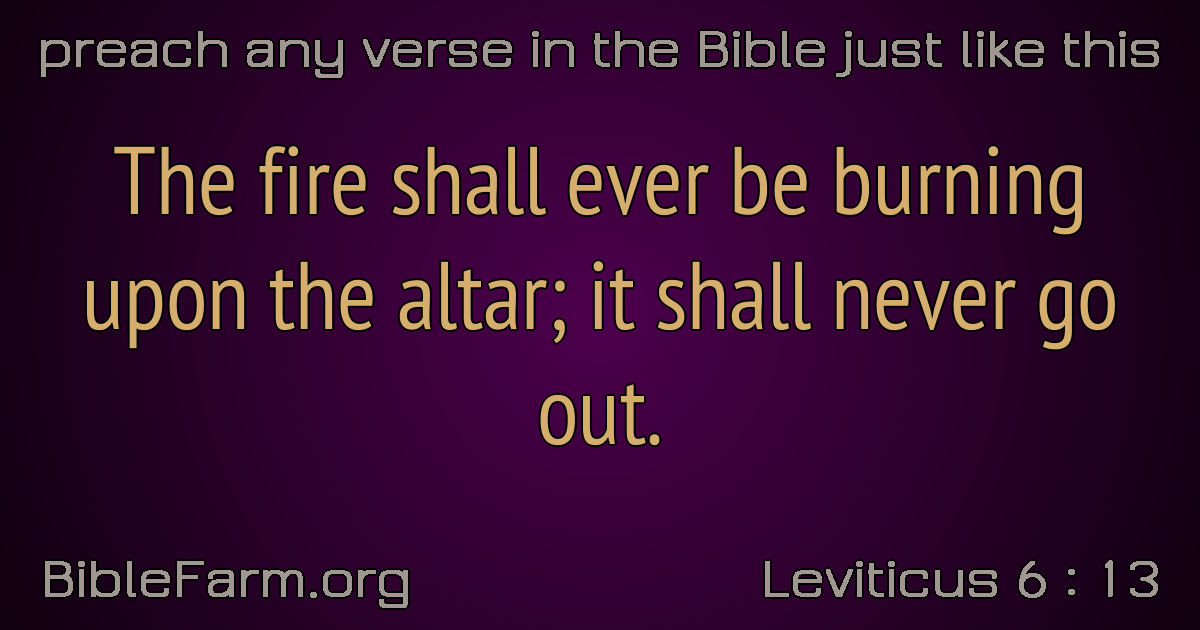 preach any verse in the Bible just like this
The fire shall ever be burning
upon the altar; it shall never go
out.
BibleFarm.org
Leviticus 6 : 13